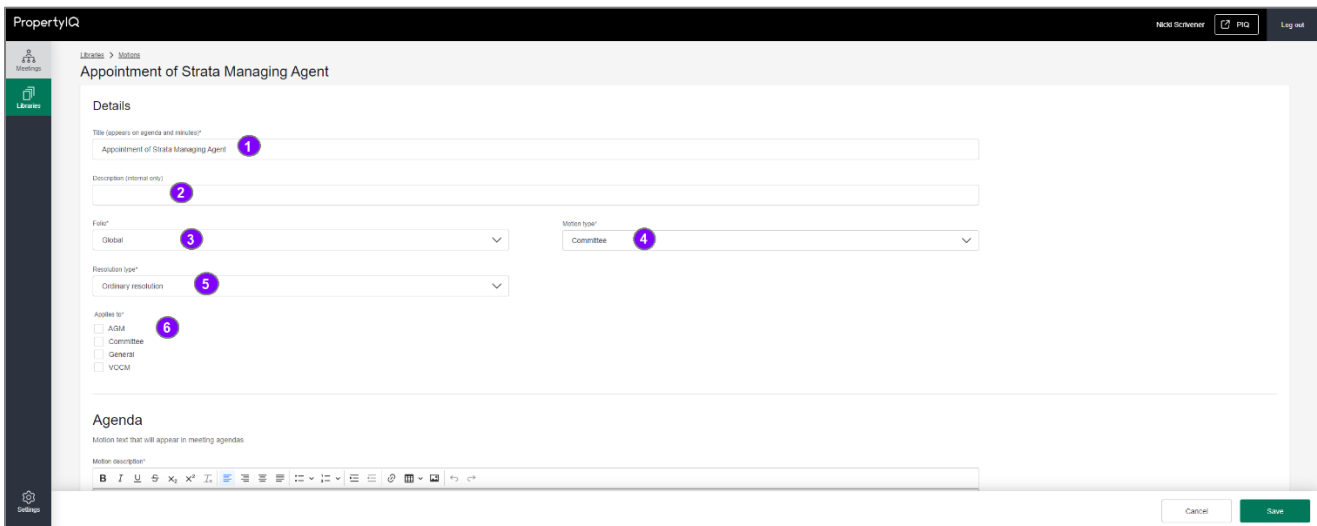 PropertyIQ
Nicki Scrivener
PIQ
Log out
Meetings
Libraries
Libraries > Motions
Appointment of Strata Managing Agent
Details
Title (appears on agenda and minutes)*
Appointment of Strata Managing Agent
1
Description (internal only)
2
Folio*
Motion type*
Global
3
Committee
4
Resolution type*
Ordinary resolution
5
Applies to*
6
AGM
Committee
General
VOCM
Agenda
Motion text that will appear in meeting agendas
Motion description*
B I U S x₂ x² Tx
Settings
Cancel
Save